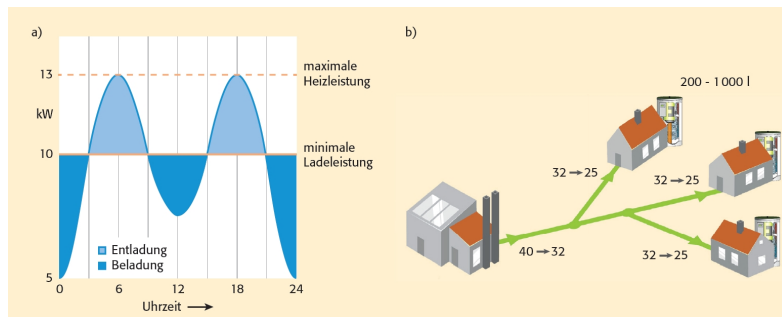 a)
13
kW
10
5
0
6
12
18
24
Uhrzeit →
maximale
Heizleistung
minimale
Ladeleistung
Entladung
Beladung
b)
200 - 1000 l
32 → 25
32 → 25
40 → 32
32 → 25